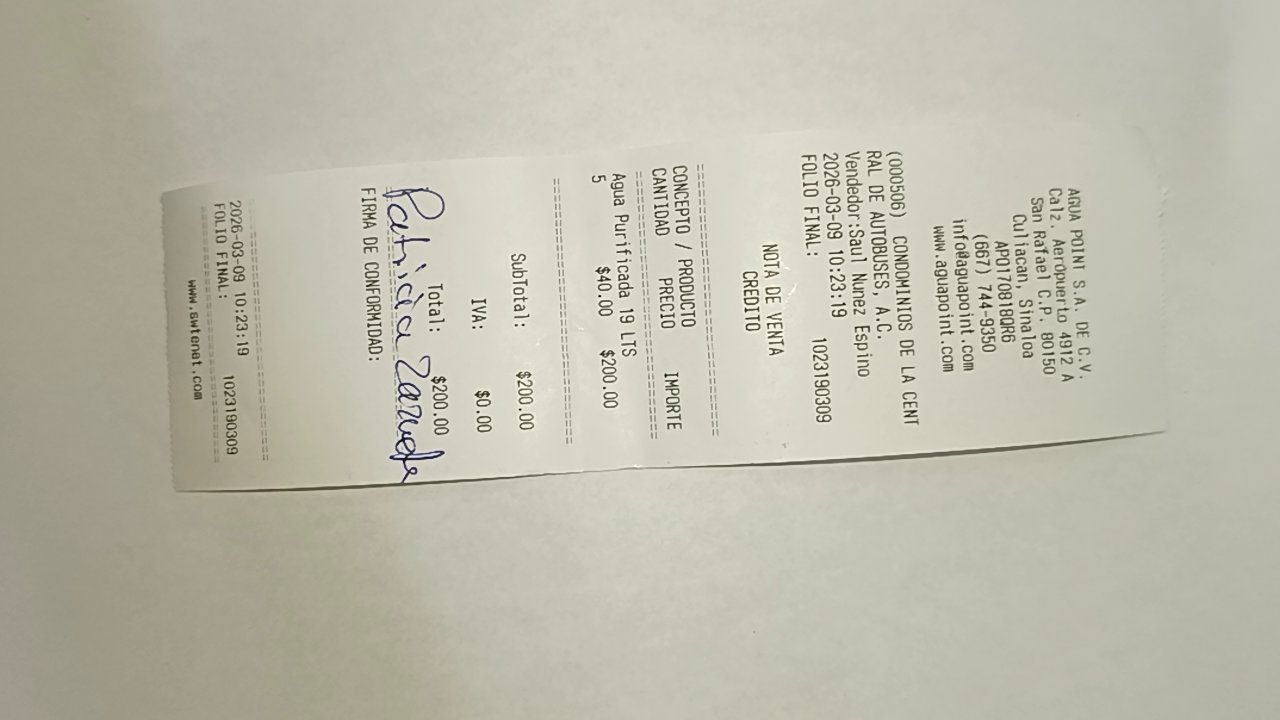 AGUA POINT S.A. DE C.V.
Calz. Aeropuerto 4912 A
San Rafael C.P. 80150
Culiacan, Sinaloa
APO170818QR6
(667) 744-9350
info@aguapoint.com
www.aguapoint.com
(000506) CONDOMINIOS DE LA CENT
RAL DE AUTOBUSES, A.C.
Vendedor:Saul Nunez Espino
2026-03-09 10:23:19
FOLIO FINAL: 1023190309
NOTA DE VENTA
CREDITO
==============================
CONCEPTO / PRODUCTO
CANTIDAD PRECIO IMPORTE
==============================
Agua Purificada 19 LTS
5 $40.00 $200.00
==============================
SubTotal: $200.00
IVA: $0.00
Total: $200.00
Patricia
FIRMA DE CONFORMIDAD:
==============================
2026-03-09 10:23:19
FOLIO FINAL: 1023190309
==============================
www.swtenet.com